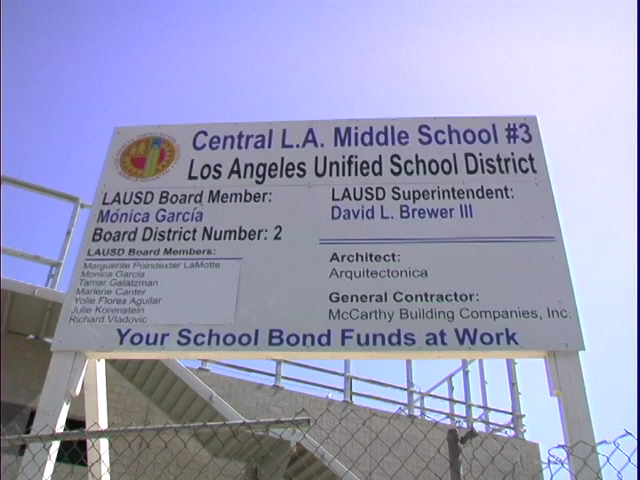 Central L.A. Middle School #3
Los Angeles Unified School District
LAUSD Board Member:
Mónica García
Board District Number: 2
LAUSD Board Members:
Marguerite Poindexter LaMotte
Monica Garcia
Tamar Galatzman
Marlene Canter
Yolie Flores Aguilar
Julie Korenstein
Richard Vladovic
LAUSD Superintendent:
David L. Brewer III
Architect:
Arquitectonica
General Contractor:
McCarthy Building Companies, Inc.
Your School Bond Funds at Work